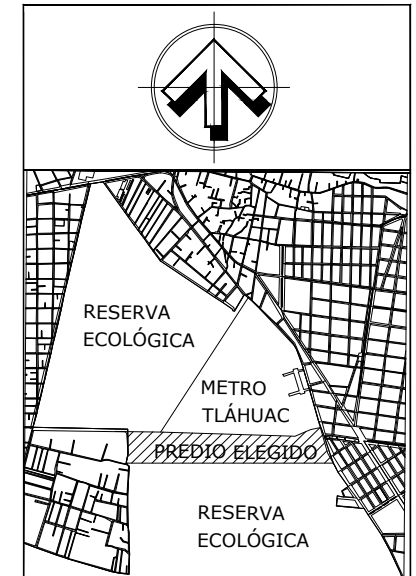 RESERVA
ECOLÓGICA
METRO
TLÁHUAC
PREDIO ELEGIDO
RESERVA
ECOLÓGICA